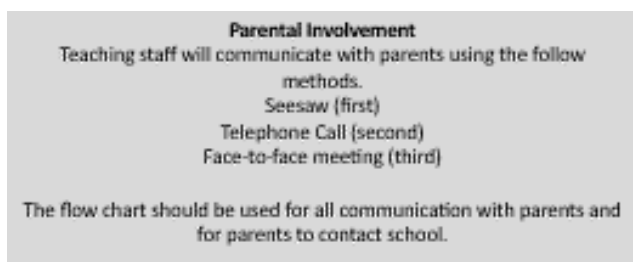 Parental Involvement
Teaching staff will communicate with parents using the follow
methods.
Seesaw (first)
Telephone Call (second)
Face-to-face meeting (third)
The flow chart should be used for all communication with parents and
for parents to contact school.